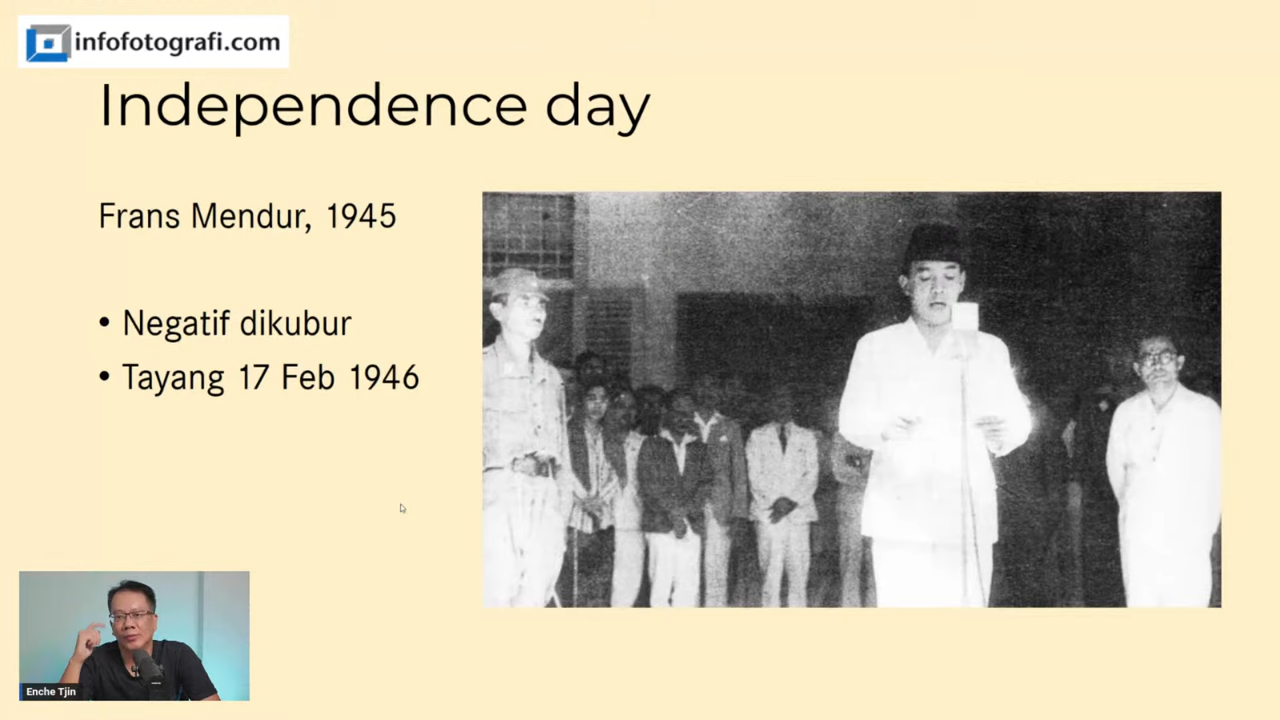 infofotografi.com
Independence day
Frans Mendur, 1945
• Negatif dikubur
• Tayang 17 Feb 1946
Enche Tjin